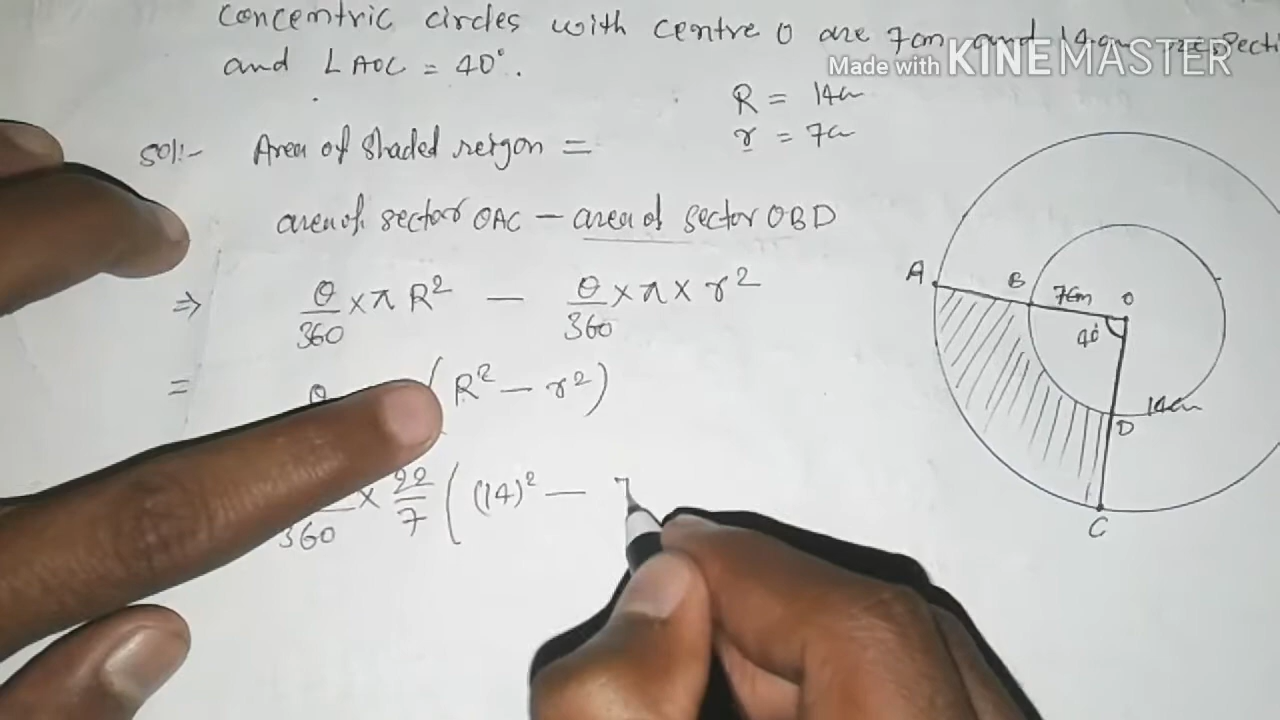 Concentric circles with centre O are 7cm and 14cm
and ∠AOC = 40°.
Made with KINEMASTER
R = 14cm
r = 7cm
Sol:- Area of Shaded reigon =
area of sector OAC — area of sector OBD
⇒ θ/360 × π R² — θ/360 × π × r²
= θ (R² — r²)
360 × 22/7 ( (14)² — 7
A
B
7cm
O
40°
14cm
D
C